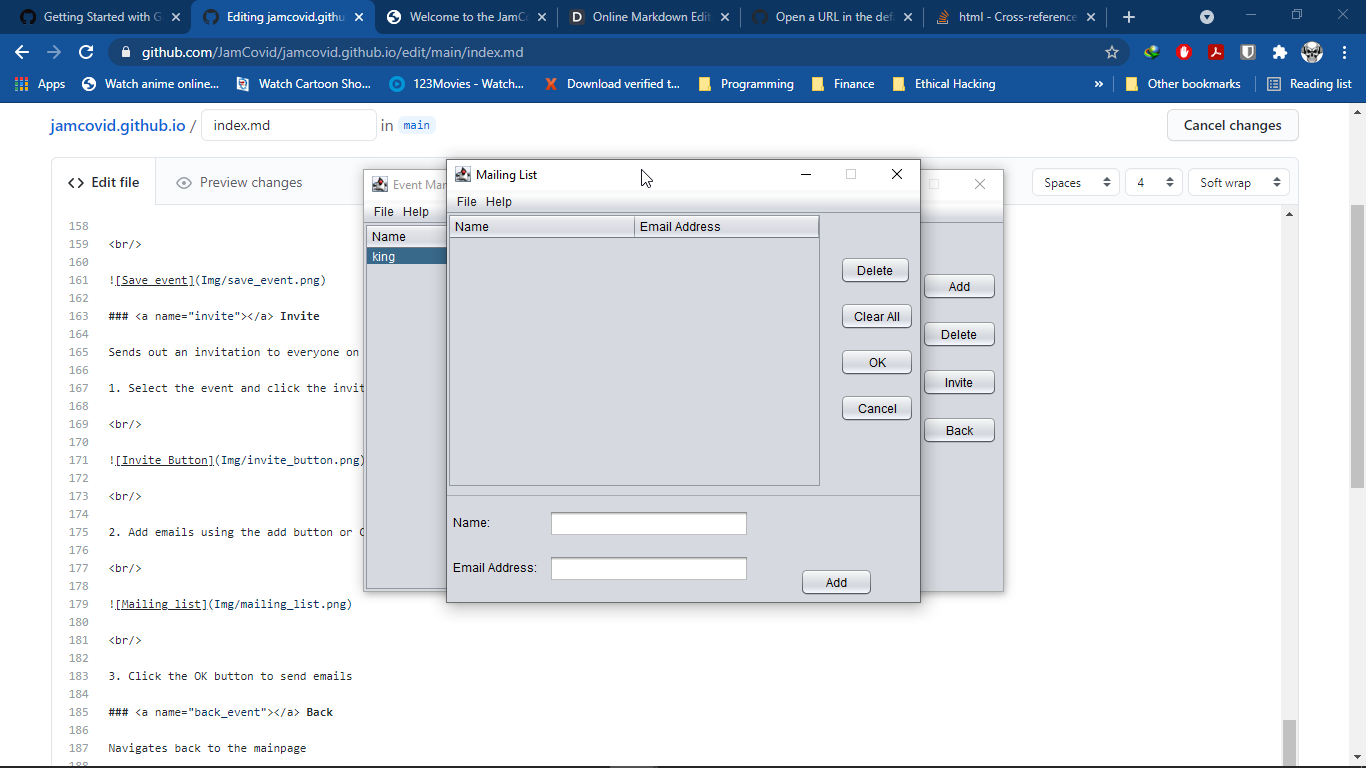 Getting Started with G
Editing jamcovid.githu
Welcome to the JamCo
Online Markdown Edit
Open a URL in the def
html - Cross-reference
github.com/JamCovid/jamcovid.github.io/edit/main/index.md
Apps
Watch anime online...
Watch Cartoon Sho...
123Movies - Watch...
Download verified t...
Programming
Finance
Ethical Hacking
»
Other bookmarks
Reading list
jamcovid.github.io / index.md in main
Cancel changes
<> Edit file
Preview changes
Spaces
4
Soft wrap
Event Mar
File Help
Name
king
Add
Delete
Invite
Back
Mailing List
File Help
Name Email Address
Delete
Clear All
OK
Cancel
Name:
Email Address:
Add
158
159 <br/>
160
161 ![Save event](Img/save_event.png)
162
163 ### <a name="invite"></a> Invite
164
165 Sends out an invitation to everyone on
166
167 1. Select the event and click the invit
168
169 <br/>
170
171 ![Invite Button](Img/invite_button.png)
172
173 <br/>
174
175 2. Add emails using the add button or
176
177 <br/>
178
179 ![Mailing list](Img/mailing_list.png)
180
181 <br/>
182
183 3. Click the OK button to send emails
184
185 ### <a name="back_event"></a> Back
186
187 Navigates back to the mainpage